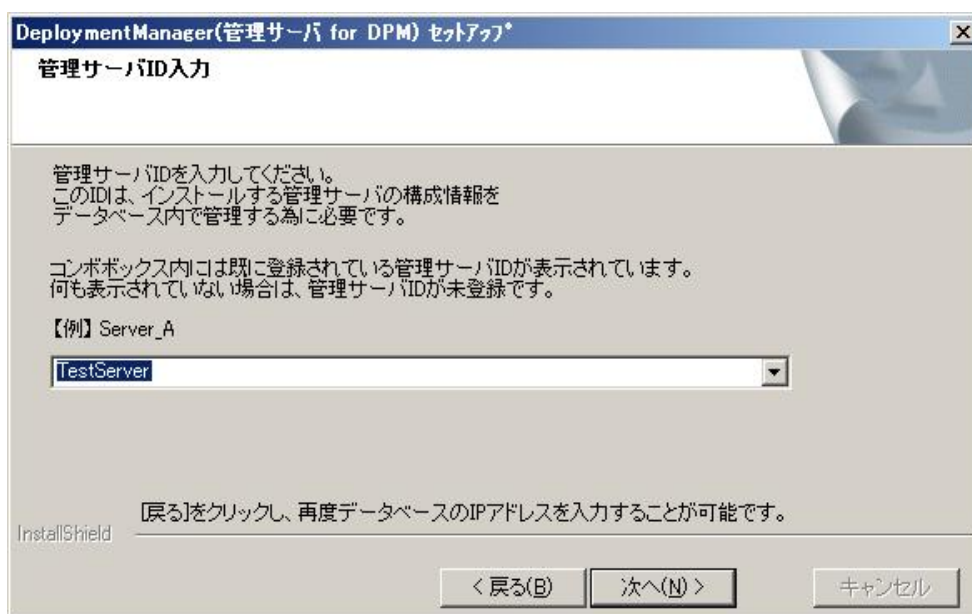 DeploymentManager(管理サーバ for DPM) ｾｯﾄｱｯﾌﾟ
管理サーバID入力
管理サーバIDを入力してください。
このIDは、インストールする管理サーバの構成情報を
データベース内で管理する為に必要です。
コンボボックス内には既に登録されている管理サーバIDが表示されています。
何も表示されていない場合は、管理サーバIDが未登録です。
【例】 Server_A
TestServer
[戻る]をクリックし、再度データベースのIPアドレスを入力することが可能です。
InstallShield
< 戻る(B)
次へ(N) >
キャンセル